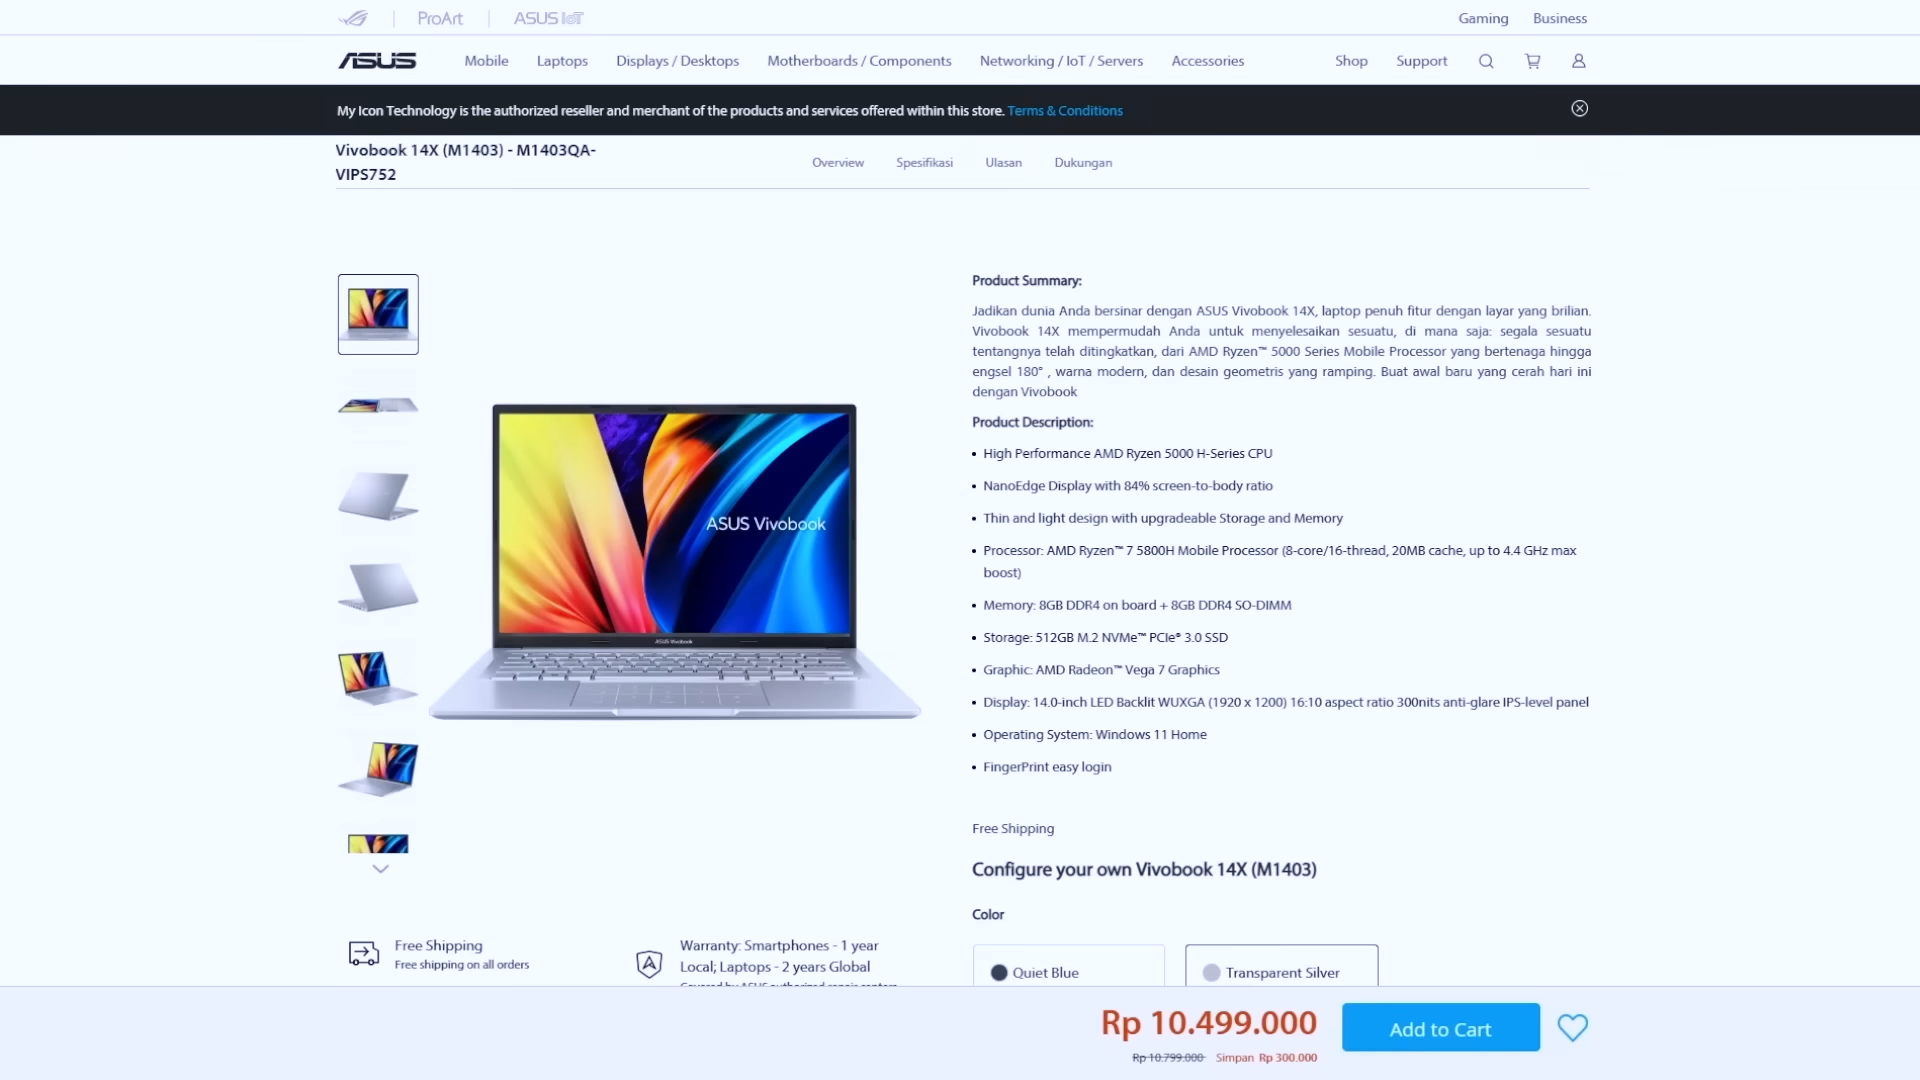 ProArt
ASUS IoT
Gaming
Business
ASUS
Mobile
Laptops
Displays / Desktops
Motherboards / Components
Networking / IoT / Servers
Accessories
Shop
Support
My Icon Technology is the authorized reseller and merchant of the products and services offered within this store. Terms & Conditions
Vivobook 14X (M1403) - M1403QA-
VIPS752
Overview
Spesifikasi
Ulasan
Dukungan
ASUS Vivobook
ASUS Vivobook
Product Summary:
Jadikan dunia Anda bersinar dengan ASUS Vivobook 14X, laptop penuh fitur dengan layar yang brilian.
Vivobook 14X mempermudah Anda untuk menyelesaikan sesuatu, di mana saja: segala sesuatu
tentangnya telah ditingkatkan, dari AMD Ryzen™ 5000 Series Mobile Processor yang bertenaga hingga
engsel 180° , warna modern, dan desain geometris yang ramping. Buat awal baru yang cerah hari ini
dengan Vivobook
Product Description:
• High Performance AMD Ryzen 5000 H-Series CPU
• NanoEdge Display with 84% screen-to-body ratio
• Thin and light design with upgradeable Storage and Memory
• Processor: AMD Ryzen™ 7 5800H Mobile Processor (8-core/16-thread, 20MB cache, up to 4.4 GHz max
boost)
• Memory: 8GB DDR4 on board + 8GB DDR4 SO-DIMM
• Storage: 512GB M.2 NVMe™ PCIe® 3.0 SSD
• Graphic: AMD Radeon™ Vega 7 Graphics
• Display: 14.0-inch LED Backlit WUXGA (1920 x 1200) 16:10 aspect ratio 300nits anti-glare IPS-level panel
• Operating System: Windows 11 Home
• FingerPrint easy login
Free Shipping
Configure your own Vivobook 14X (M1403)
Color
Quiet Blue
Transparent Silver
Free Shipping
Free shipping on all orders
Warranty: Smartphones - 1 year
Local; Laptops - 2 years Global
Covered by ASUS authorized repair centers
Rp 10.499.000
Rp 10.799.000
Simpan Rp 300.000
Add to Cart